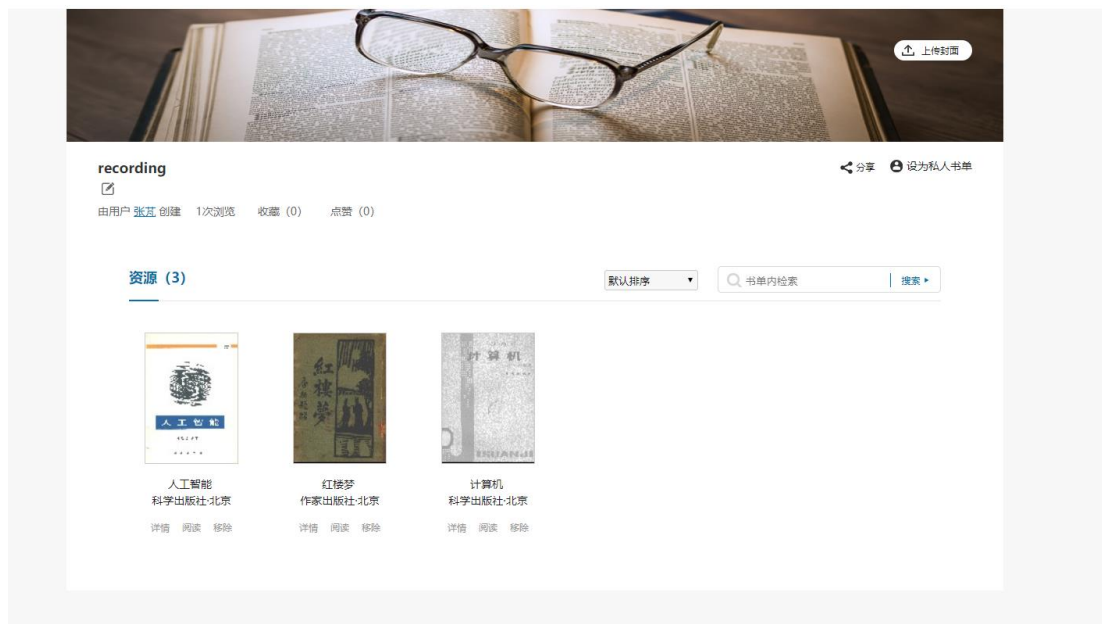 上传封面
recording
分享 设为私人书单
由用户 张芃 创建 1次浏览 收藏（0） 点赞（0）
资源（3）
默认排序 书单内检索 搜索
人工智能
紅樓夢
计算机
JISUANJI
人工智能
科学出版社·北京
详情 阅读 移除
红楼梦
作家出版社·北京
详情 阅读 移除
计算机
科学出版社·北京
详情 阅读 移除